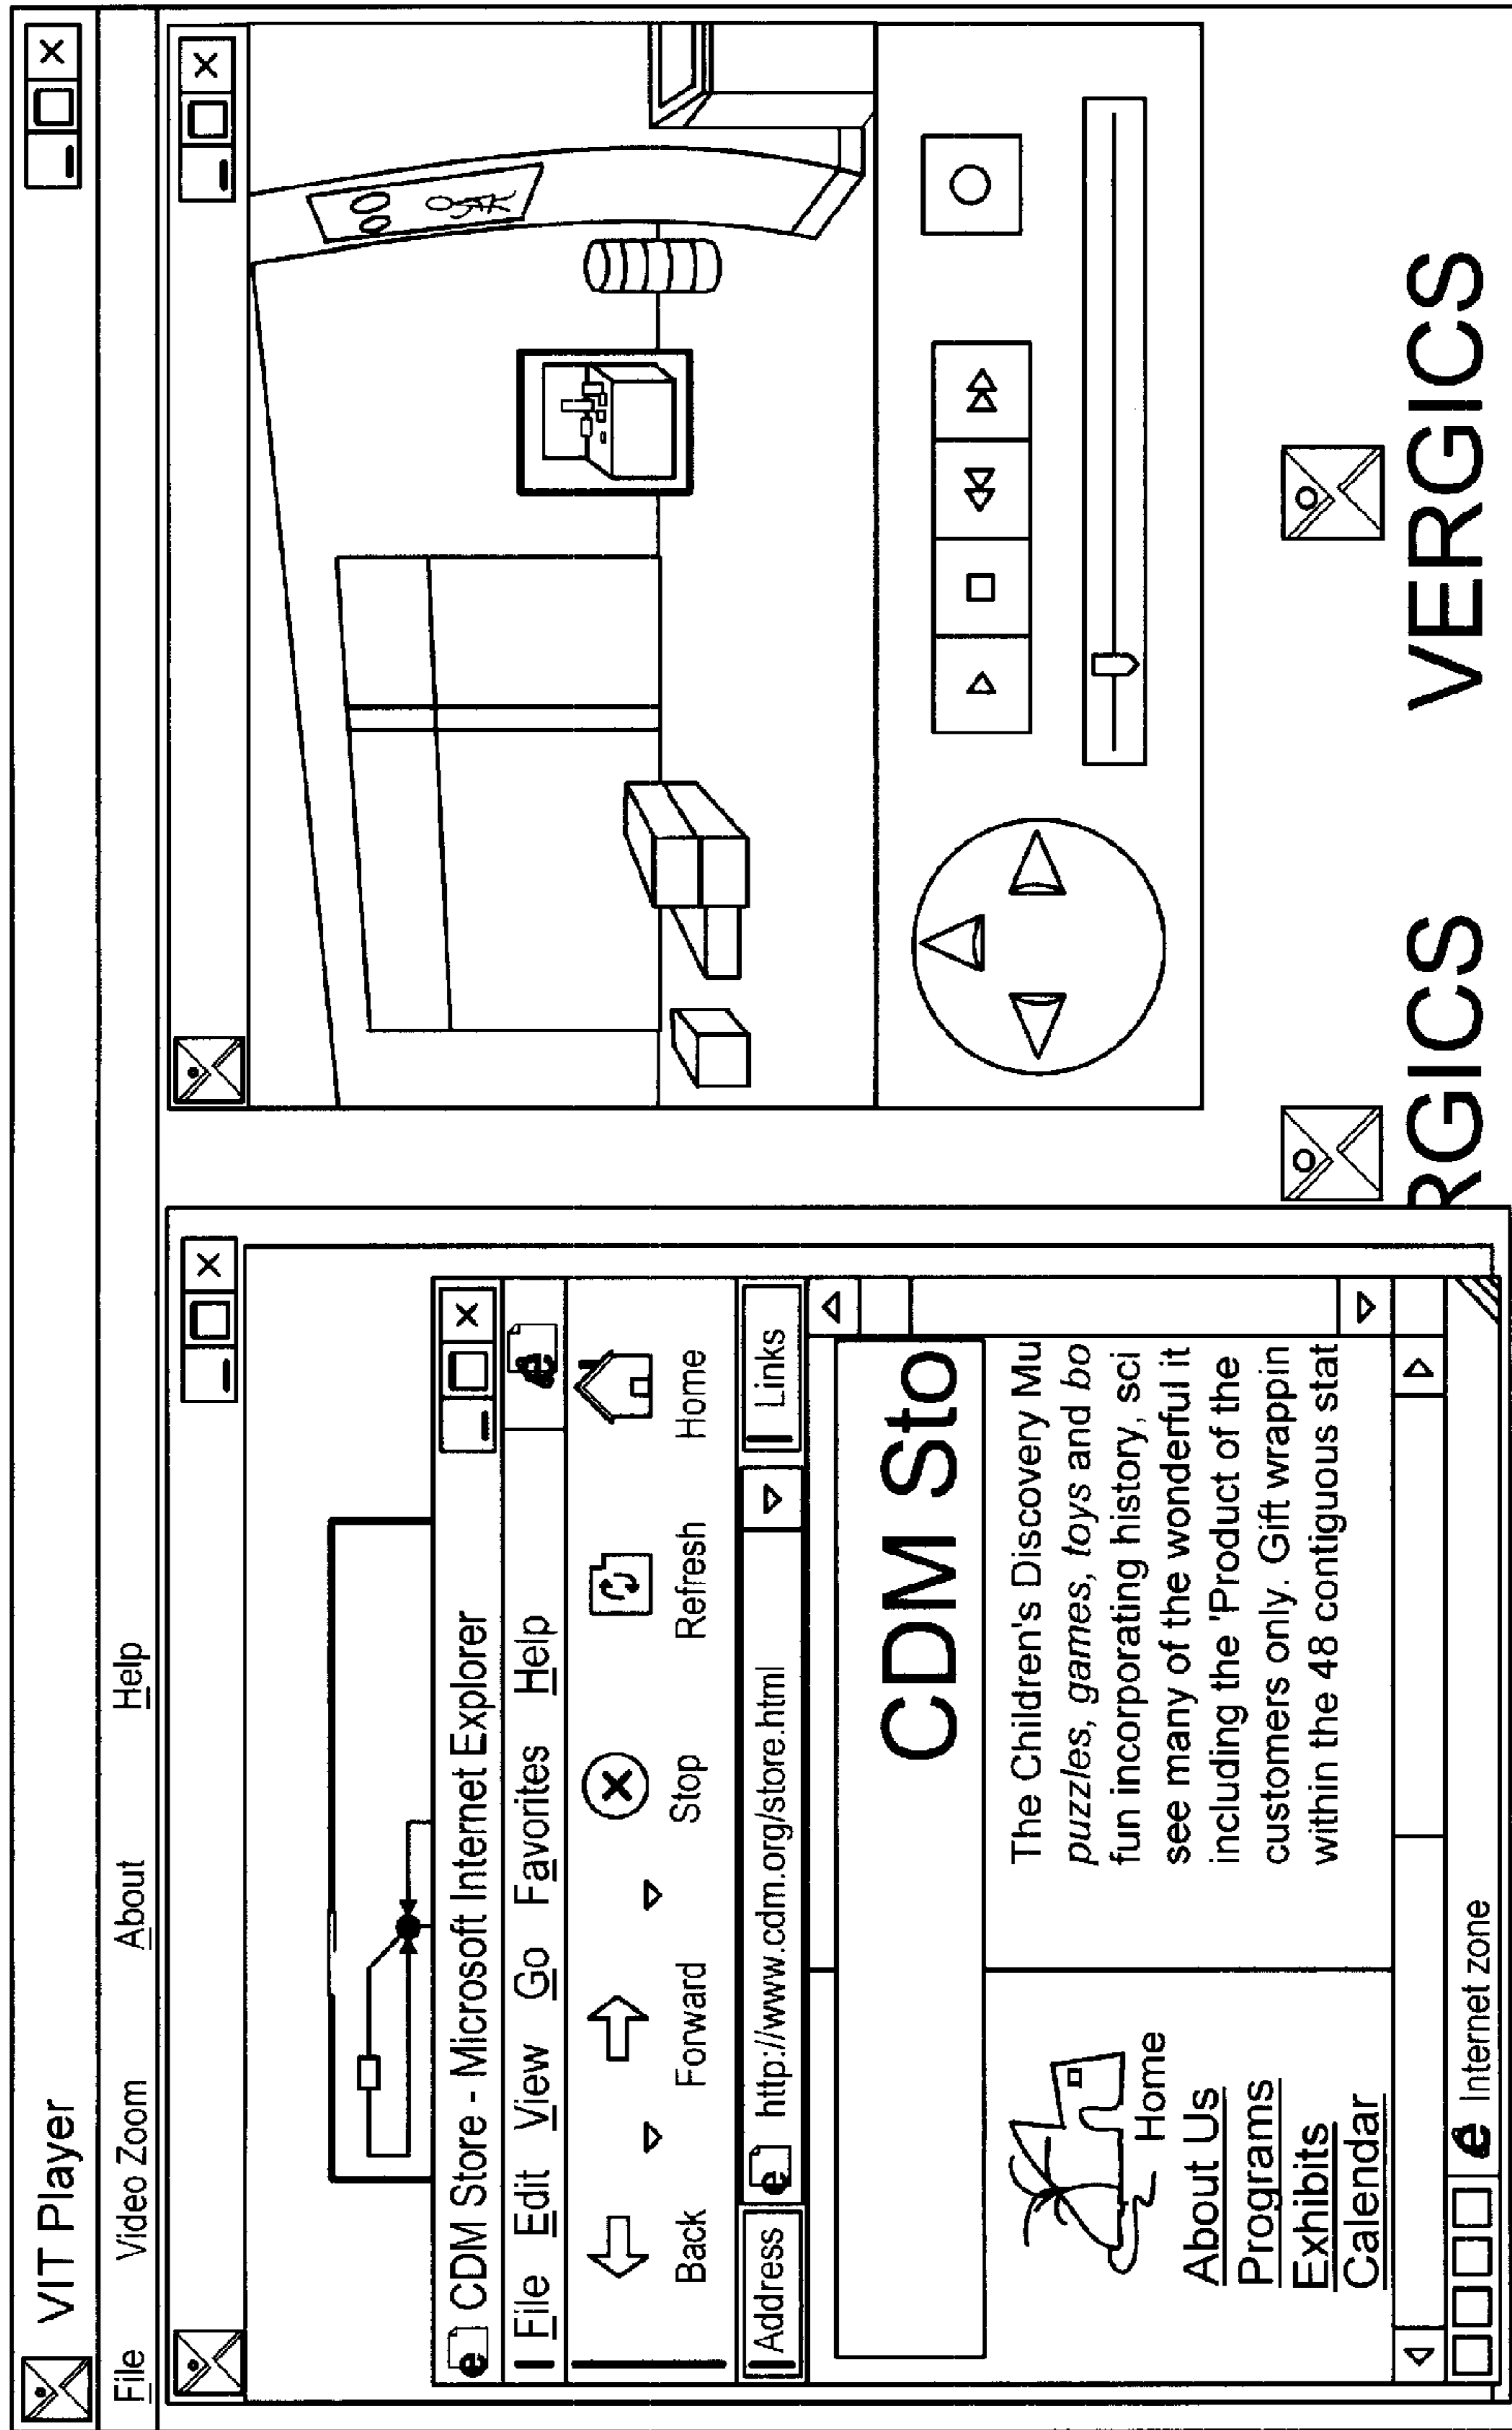 VIT Player
File Video Zoom About Help
CDM Store - Microsoft Internet Explorer
File Edit View Go Favorites Help
Back Forward Stop Refresh Home
Address http://www.cdm.org/store.html Links
CDM Sto
The Children's Discovery Mu
puzzles, games, toys and bo
fun incorporating history, sci
see many of the wonderful it
including the 'Product of the
customers only. Gift wrappin
within the 48 contiguous stat
Home
About Us
Programs
Exhibits
Calendar
Internet zone
RGICS VERGICS